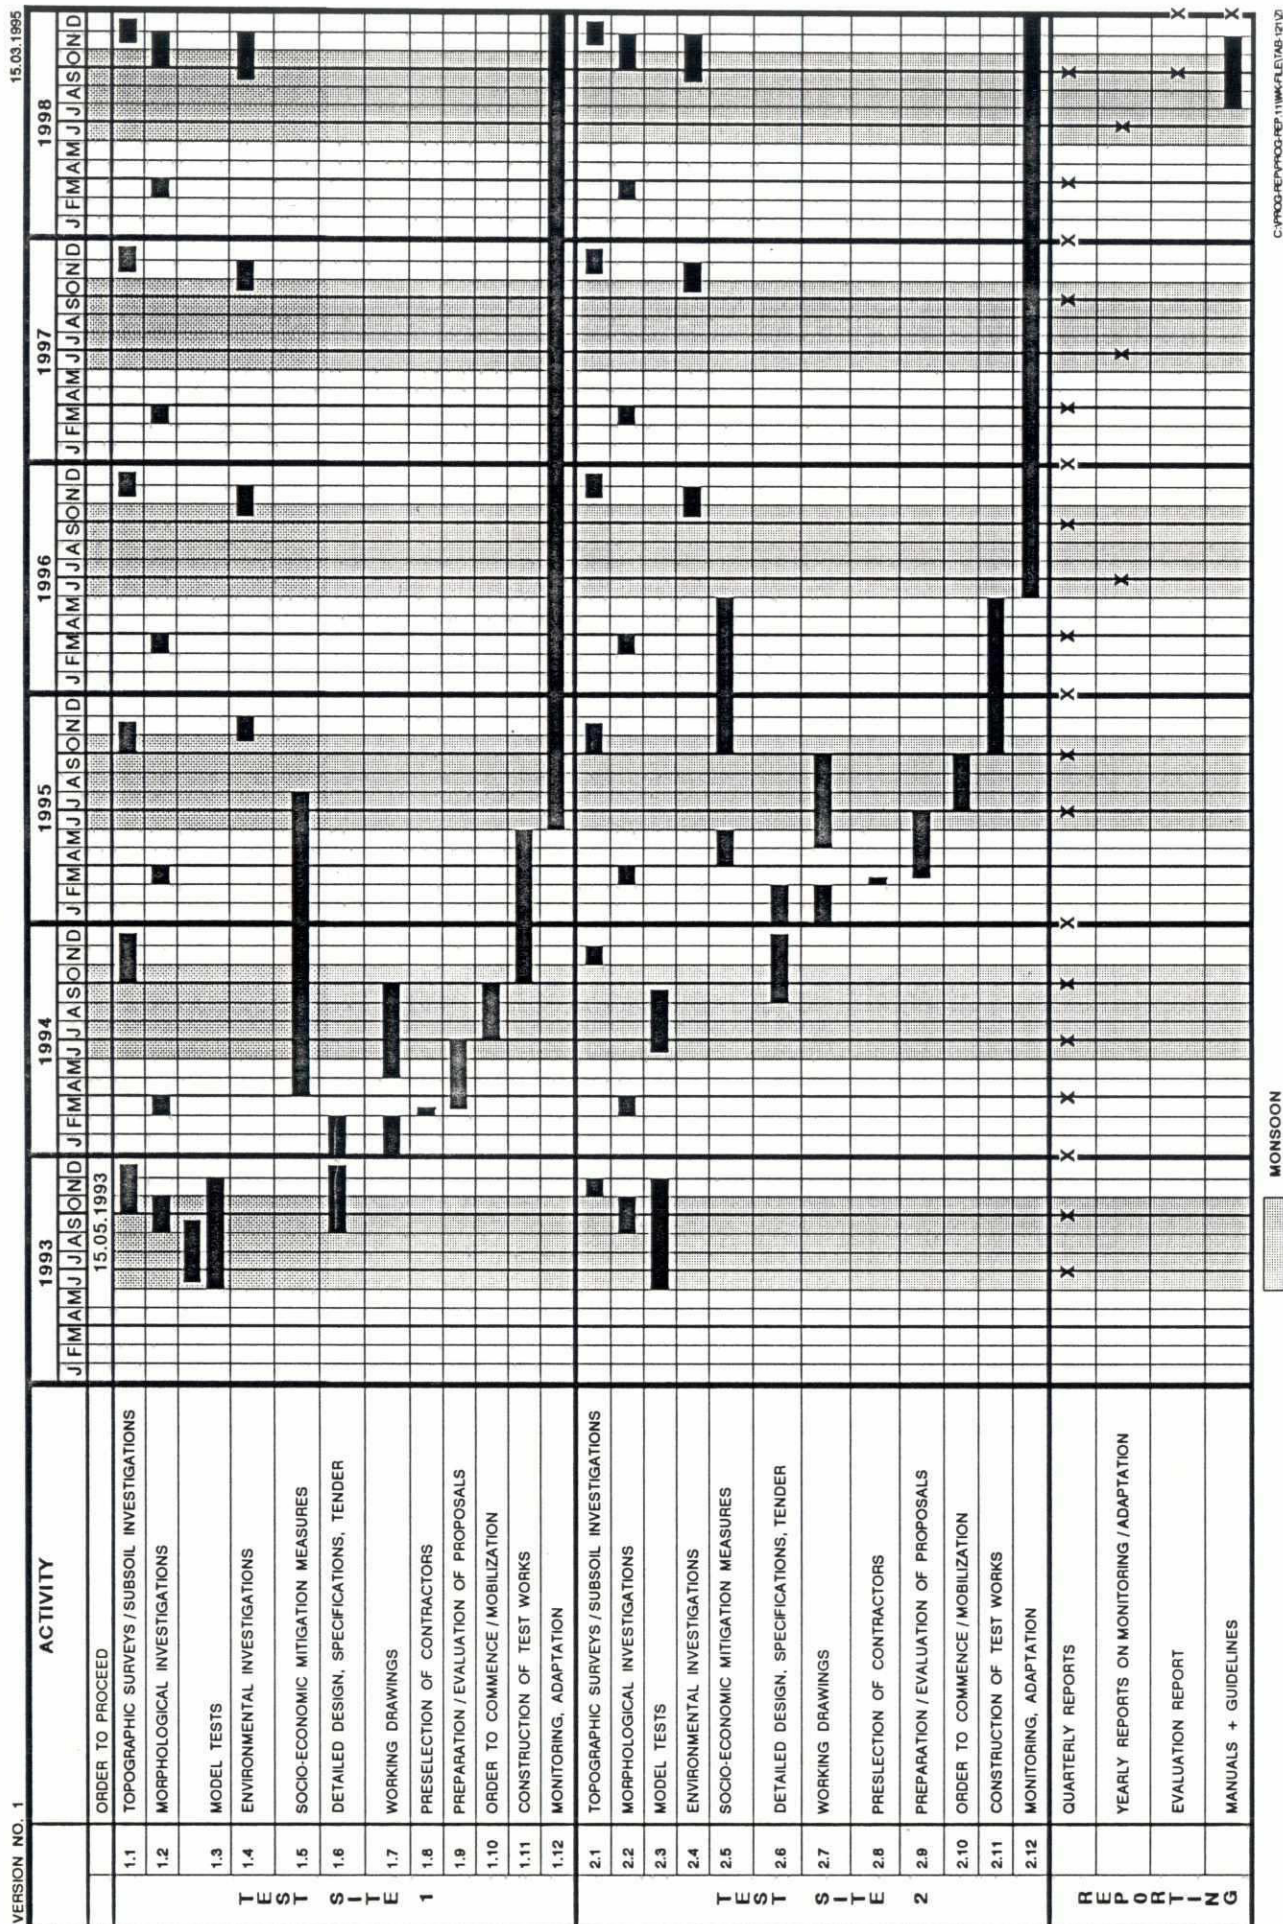 VERSION NO. 1
15.03.1995
ACTIVITY
1993 1994 1995 1996 1997 1998
J F M A M J J A S O N D J F M A M J J A S O N D J F M A M J J A S O N D J F M A M J J A S O N D J F M A M J J A S O N D J F M A M J J A S O N D
ORDER TO PROCEED 15.05.1993
TEST SITE 1
1.1 TOPOGRAPHIC SURVEYS / SUBSOIL INVESTIGATIONS
1.2 MORPHOLOGICAL INVESTIGATIONS
1.3 MODEL TESTS
1.4 ENVIRONMENTAL INVESTIGATIONS
1.5 SOCIO-ECONOMIC MITIGATION MEASURES
1.6 DETAILED DESIGN, SPECIFICATIONS, TENDER
1.7 WORKING DRAWINGS
1.8 PRESELECTION OF CONTRACTORS
1.9 PREPARATION / EVALUATION OF PROPOSALS
1.10 ORDER TO COMMENCE / MOBILIZATION
1.11 CONSTRUCTION OF TEST WORKS
1.12 MONITORING, ADAPTATION
TEST SITE 2
2.1 TOPOGRAPHIC SURVEYS / SUBSOIL INVESTIGATIONS
2.2 MORPHOLOGICAL INVESTIGATIONS
2.3 MODEL TESTS
2.4 ENVIRONMENTAL INVESTIGATIONS
2.5 SOCIO-ECONOMIC MITIGATION MEASURES
2.6 DETAILED DESIGN, SPECIFICATIONS, TENDER
2.7 WORKING DRAWINGS
2.8 PRESLECTION OF CONTRACTORS
2.9 PREPARATION / EVALUATION OF PROPOSALS
2.10 ORDER TO COMMENCE / MOBILIZATION
2.11 CONSTRUCTION OF TEST WORKS
2.12 MONITORING, ADAPTATION
REPORTING
QUARTERLY REPORTS X X X X X X X X X X X X X X X X X X X X X
YEARLY REPORTS ON MONITORING / ADAPTATION X X X
EVALUATION REPORT X X
MANUALS + GUIDELINES X
MONSOON